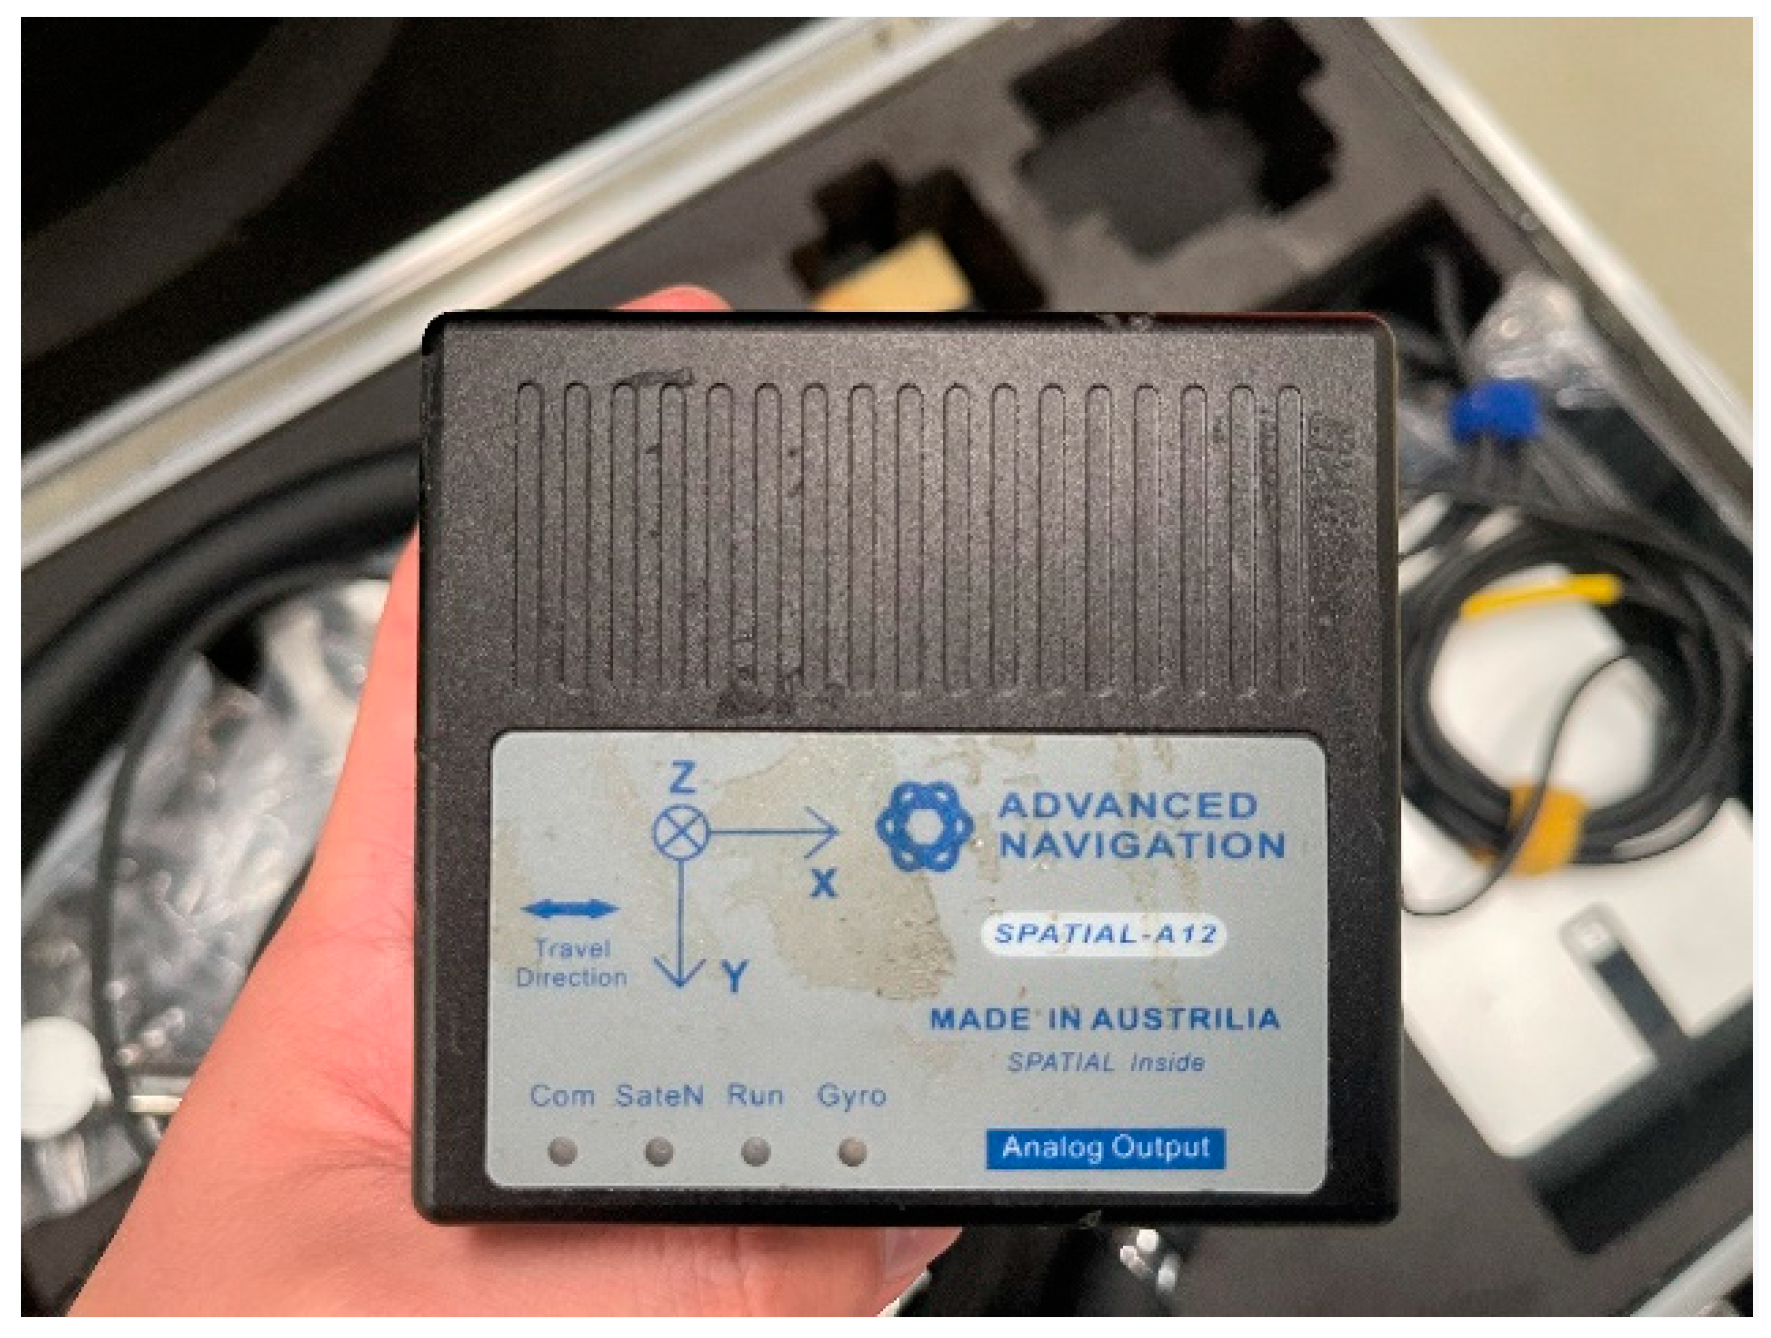 Z
X
Y
Travel
Direction
ADVANCED
NAVIGATION
SPATIAL-A12
MADE IN AUSTRILIA
SPATIAL Inside
Com SateN Run Gyro
Analog Output